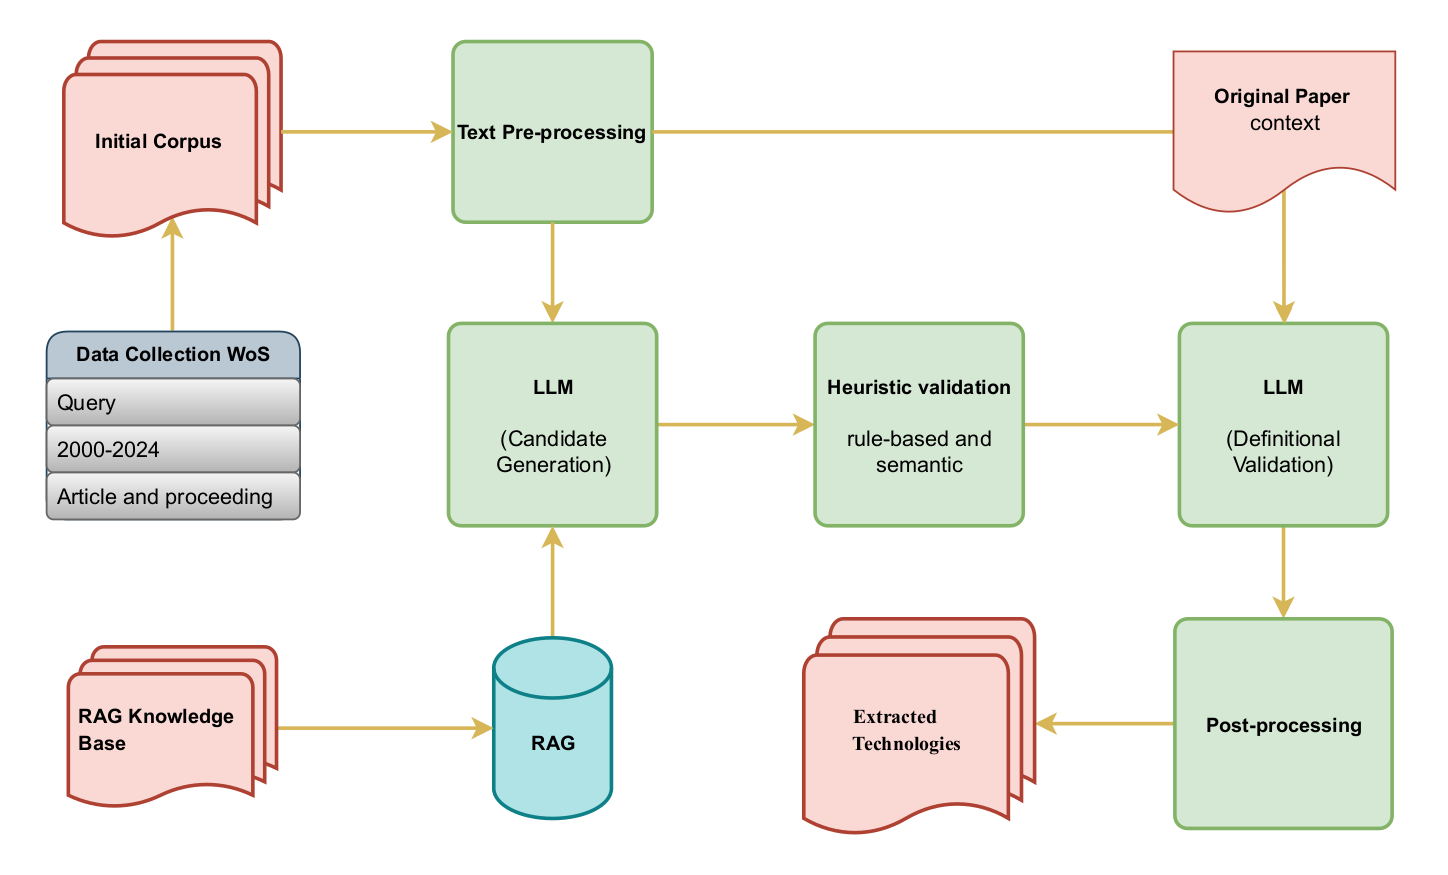 Initial Corpus
Text Pre-processing
Original Paper
context
Data Collection WoS
Query
2000-2024
Article and proceeding
LLM
(Candidate
Generation)
Heuristic validation
rule-based and
semantic
LLM
(Definitional
Validation)
RAG Knowledge
Base
RAG
Extracted
Technologies
Post-processing